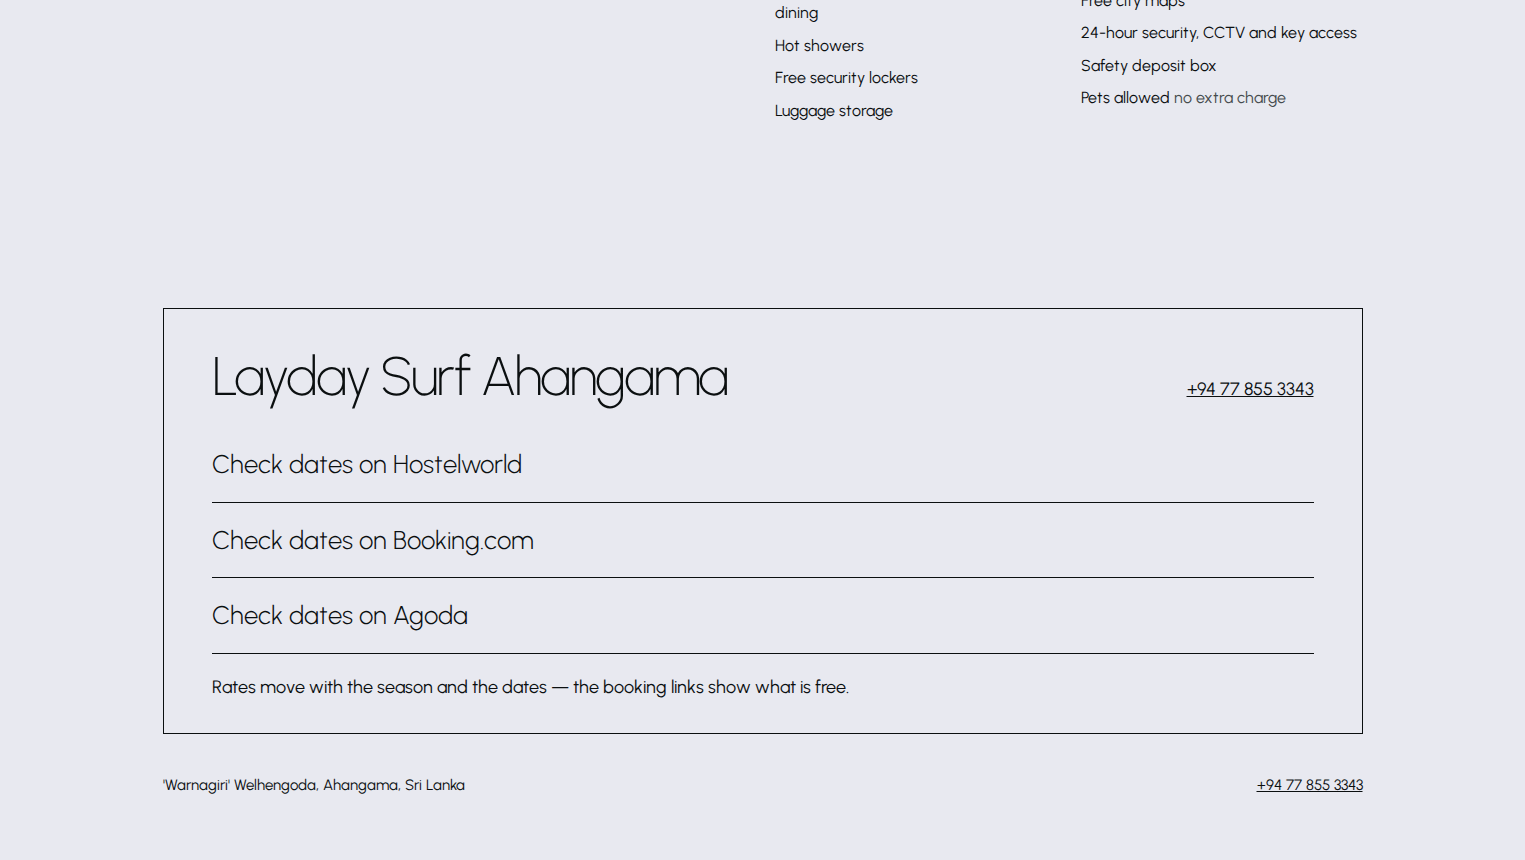 dining
Hot showers
Free security lockers
Luggage storage
Free city maps
24-hour security, CCTV and key access
Safety deposit box
Pets allowed no extra charge
Layday Surf Ahangama
+94 77 855 3343
Check dates on Hostelworld
Check dates on Booking.com
Check dates on Agoda
Rates move with the season and the dates — the booking links show what is free.
'Warnagiri' Welhengoda, Ahangama, Sri Lanka
+94 77 855 3343